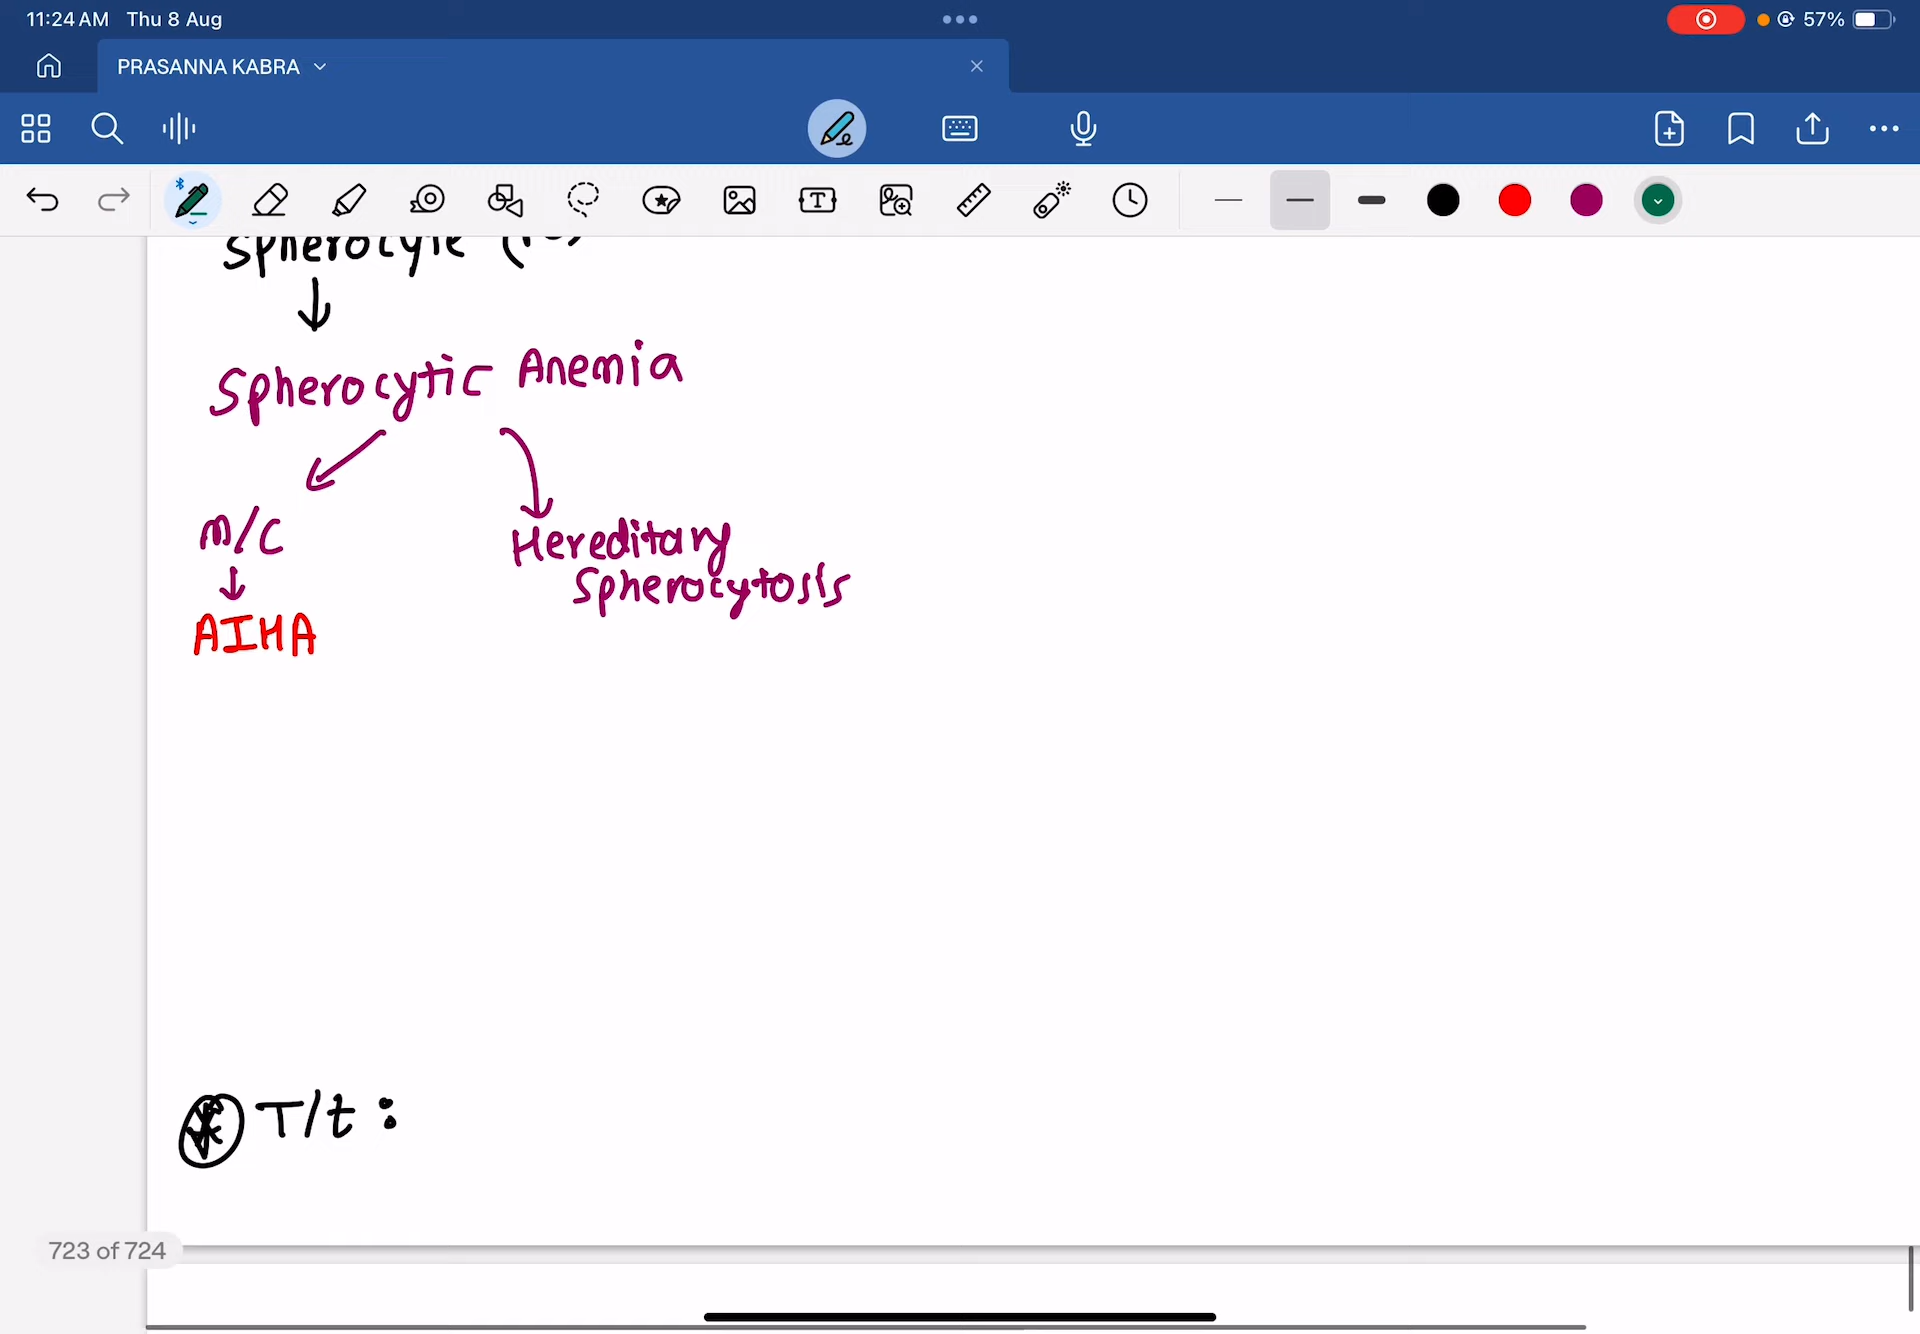 11:24 AM Thu 8 Aug
57%
PRASANNA KABRA
Spherocyte
Spherocytic Anemia
M/C
Hereditary
Spherocytosis
AIHA
T/t :
723 of 724